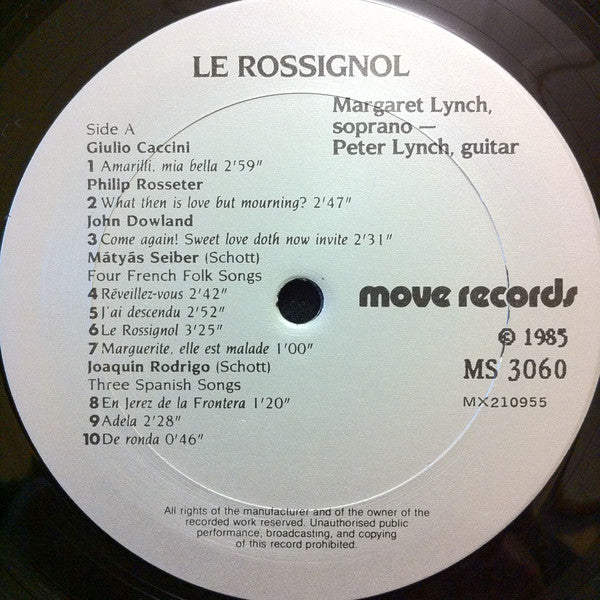 LE ROSSIGNOL
Margaret Lynch,
soprano —
Peter Lynch, guitar
Side A
Giulio Caccini
1 Amarilli, mia bella 2'59"
Philip Rosseter
2 What then is love but mourning? 2'47"
John Dowland
3 Come again! Sweet love doth now invite 2'31"
Mátyás Seiber (Schott)
Four French Folk Songs
4 Réveillez-vous 2'42"
5 J'ai descendu 2'52"
6 Le Rossignol 3'25"
7 Marguerite, elle est malade 1'00"
Joaquin Rodrigo (Schott)
Three Spanish Songs
8 En Jerez de la Frontera 1'20"
9 Adela 2'28"
10 De ronda 0'46"
move records
© 1985
MS 3060
MX210955
All rights of the manufacturer and of the owner of the
recorded work reserved. Unauthorised public
performance, broadcasting, and copying
of this record prohibited.